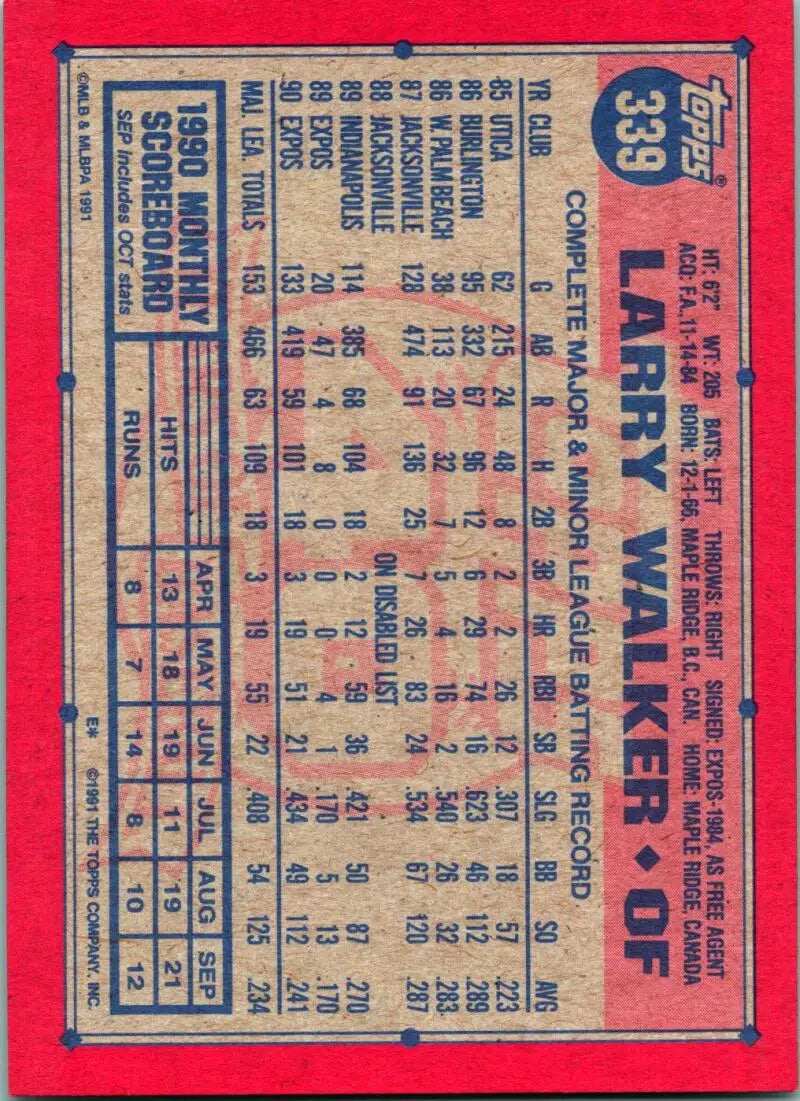 topps®
339
HT: 6'2" WT: 205 BATS: LEFT THROWS: RIGHT SIGNED: EXPOS-1984, AS FREE AGENT
ACQ: F.A., 11-14-84 BORN: 12-1-66, MAPLE RIDGE, B.C., CAN. HOME: MAPLE RIDGE, CANADA
LARRY WALKER ♦ OF
COMPLETE MAJOR & MINOR LEAGUE BATTING RECORD
YR CLUB G AB R H 2B 3B HR RBI SB SLG BB SO AVG
85 UTICA 62 215 24 48 8 2 2 26 12 .307 18 57 .223
86 BURLINGTON 95 332 67 96 12 6 29 74 16 .623 46 112 .289
86 W. PALM BEACH 38 113 20 32 7 5 4 16 2 .540 26 32 .283
87 JACKSONVILLE 128 474 91 136 25 7 26 83 24 .534 67 120 .287
88 JACKSONVILLE ON DISABLED LIST
89 INDIANAPOLIS 114 385 68 104 18 2 12 59 36 .421 50 87 .270
89 EXPOS 20 47 4 8 0 0 0 4 1 .170 5 13 .170
90 EXPOS 133 419 59 101 18 3 19 51 21 .434 49 112 .241
MAJ. LEA. TOTALS 153 466 63 109 18 3 19 55 22 .408 54 125 .234
1990 MONTHLY
SCOREBOARD
SEP Includes OCT stats
APR MAY JUN JUL AUG SEP
HITS 13 18 19 11 19 21
RUNS 8 7 14 8 10 12
©MLB & MLBPA 1991 E* ©1991 THE TOPPS COMPANY, INC.